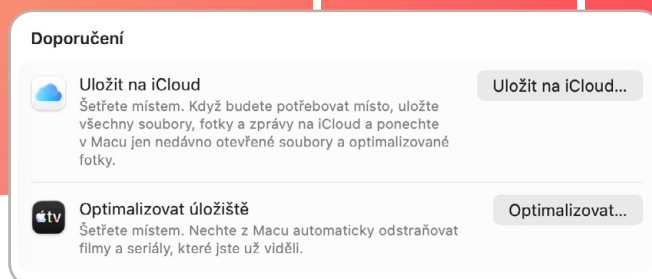 Doporučení
Uložit na iCloud
Uložit na iCloud...
Šetřete místem. Když budete potřebovat místo, uložte
všechny soubory, fotky a zprávy na iCloud a ponechte
v Macu jen nedávno otevřené soubory a optimalizované
fotky.
tv
Optimalizovat úložiště
Optimalizovat...
Šetřete místem. Nechte z Macu automaticky odstraňovat
filmy a seriály, které jste už viděli.